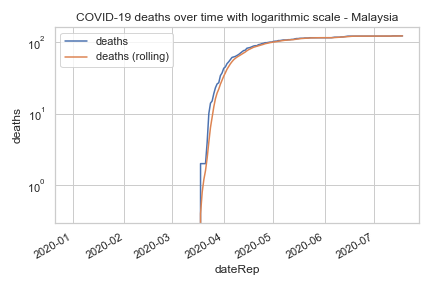 COVID-19 deaths over time with logarithmic scale - Malaysia
deaths
deaths (rolling)
10²
10¹
10⁰
deaths
2020-01
2020-02
2020-03
2020-04
2020-05
2020-06
2020-07
dateRep